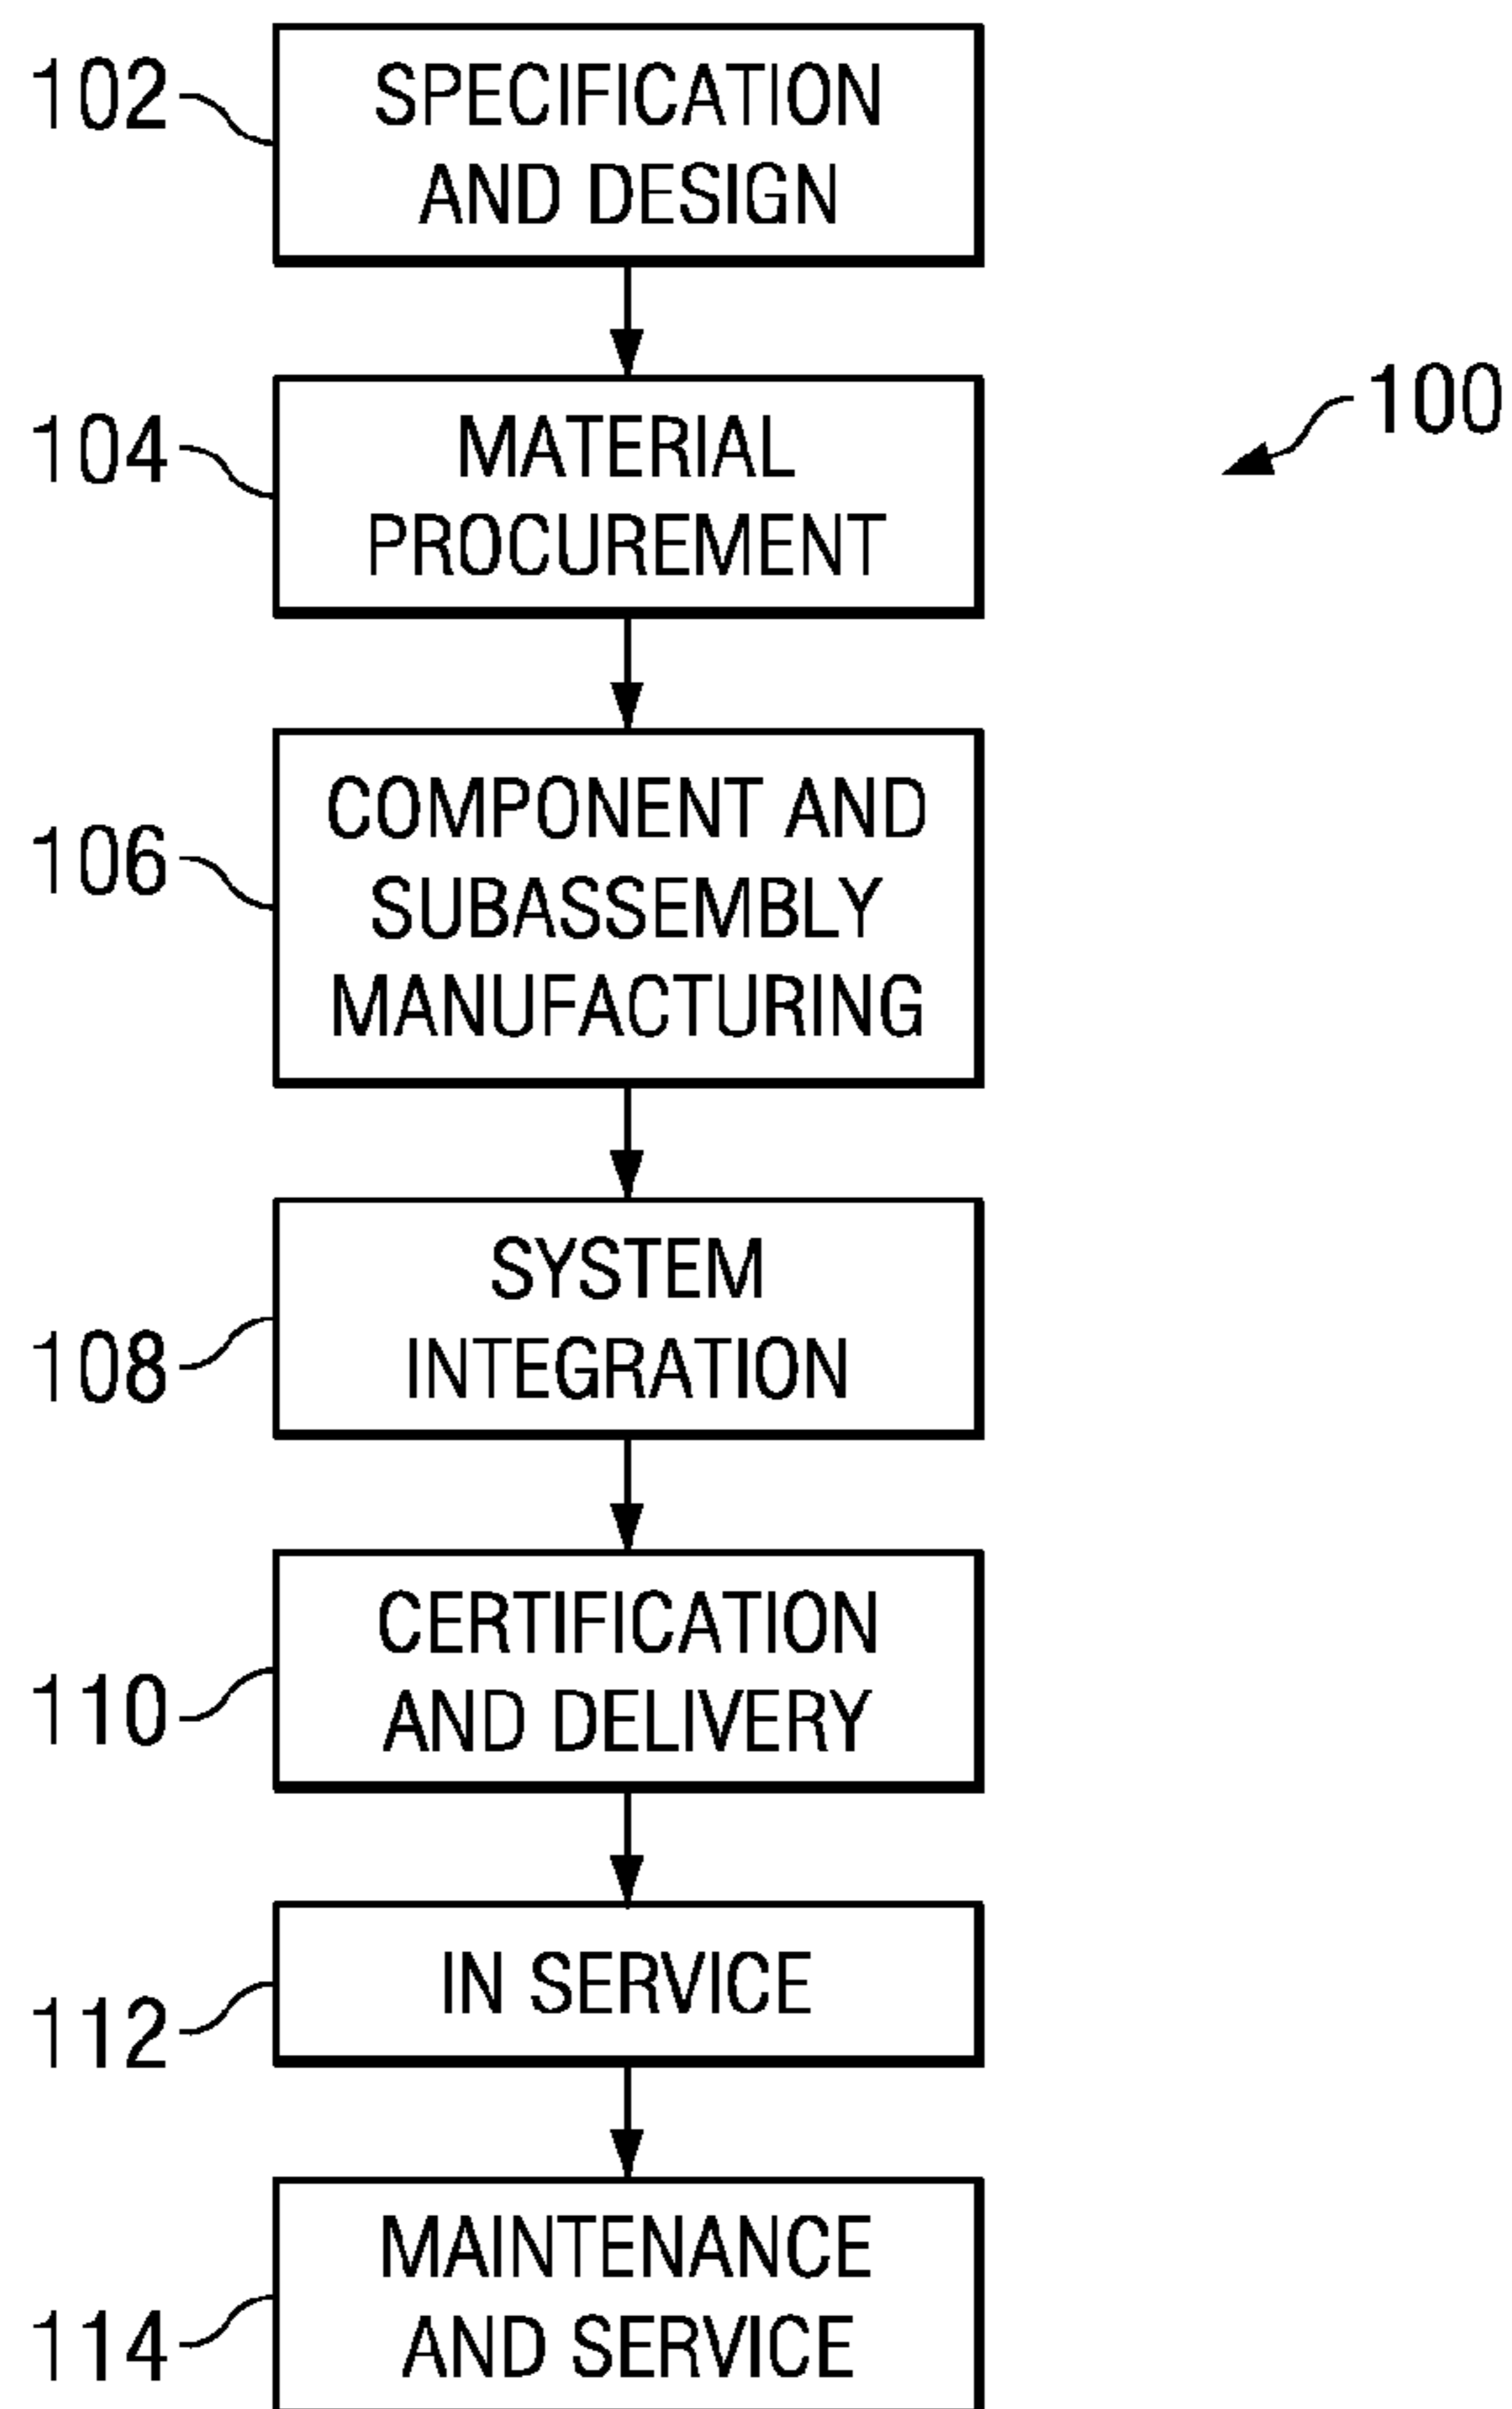 102
SPECIFICATION
AND DESIGN
104
MATERIAL
PROCUREMENT
100
106
COMPONENT AND
SUBASSEMBLY
MANUFACTURING
108
SYSTEM
INTEGRATION
110
CERTIFICATION
AND DELIVERY
112
IN SERVICE
114
MAINTENANCE
AND SERVICE